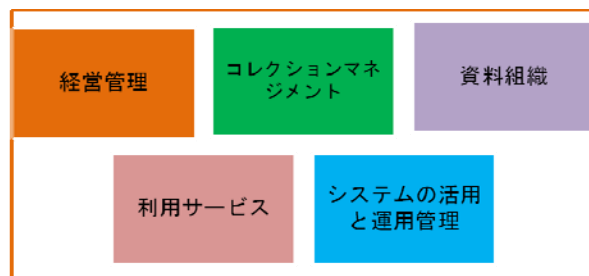 経営管理
コレクションマネ
ジメント
資料組織
利用サービス
システムの活用
と運用管理